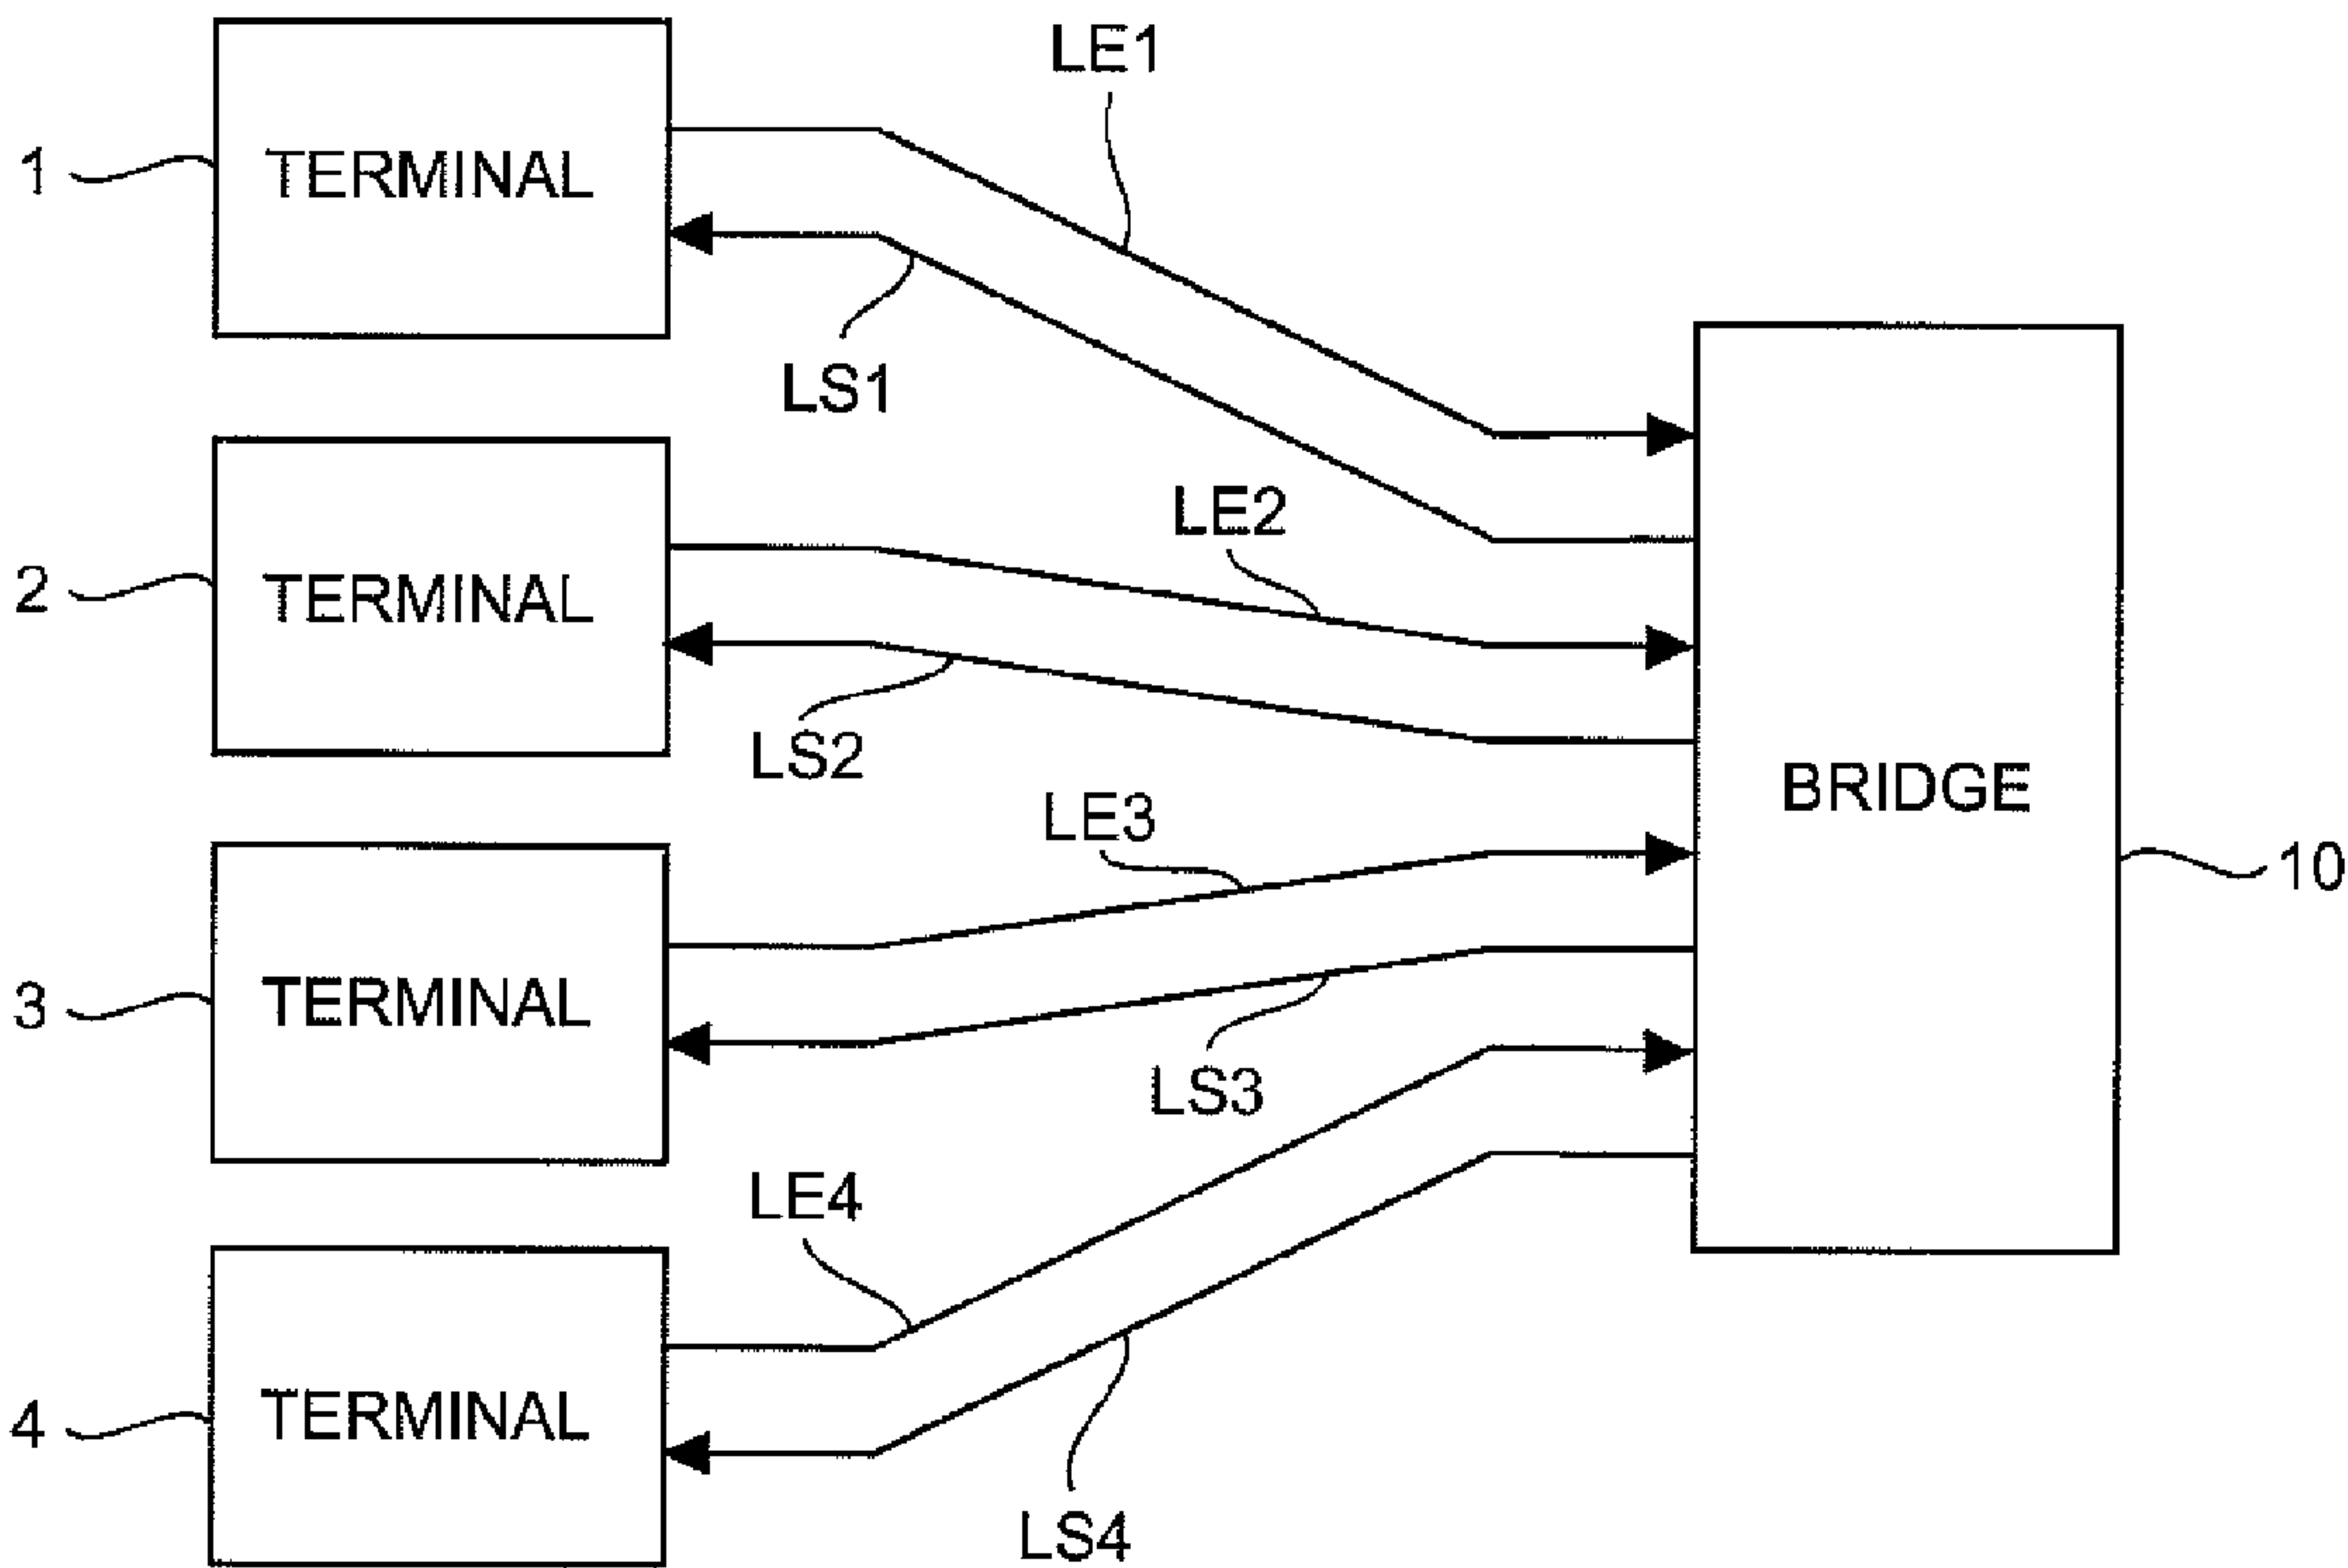 LE1
1
TERMINAL
LS1
LE2
2
TERMINAL
LS2
BRIDGE
LE3
10
3
TERMINAL
LS3
LE4
4
TERMINAL
LS4